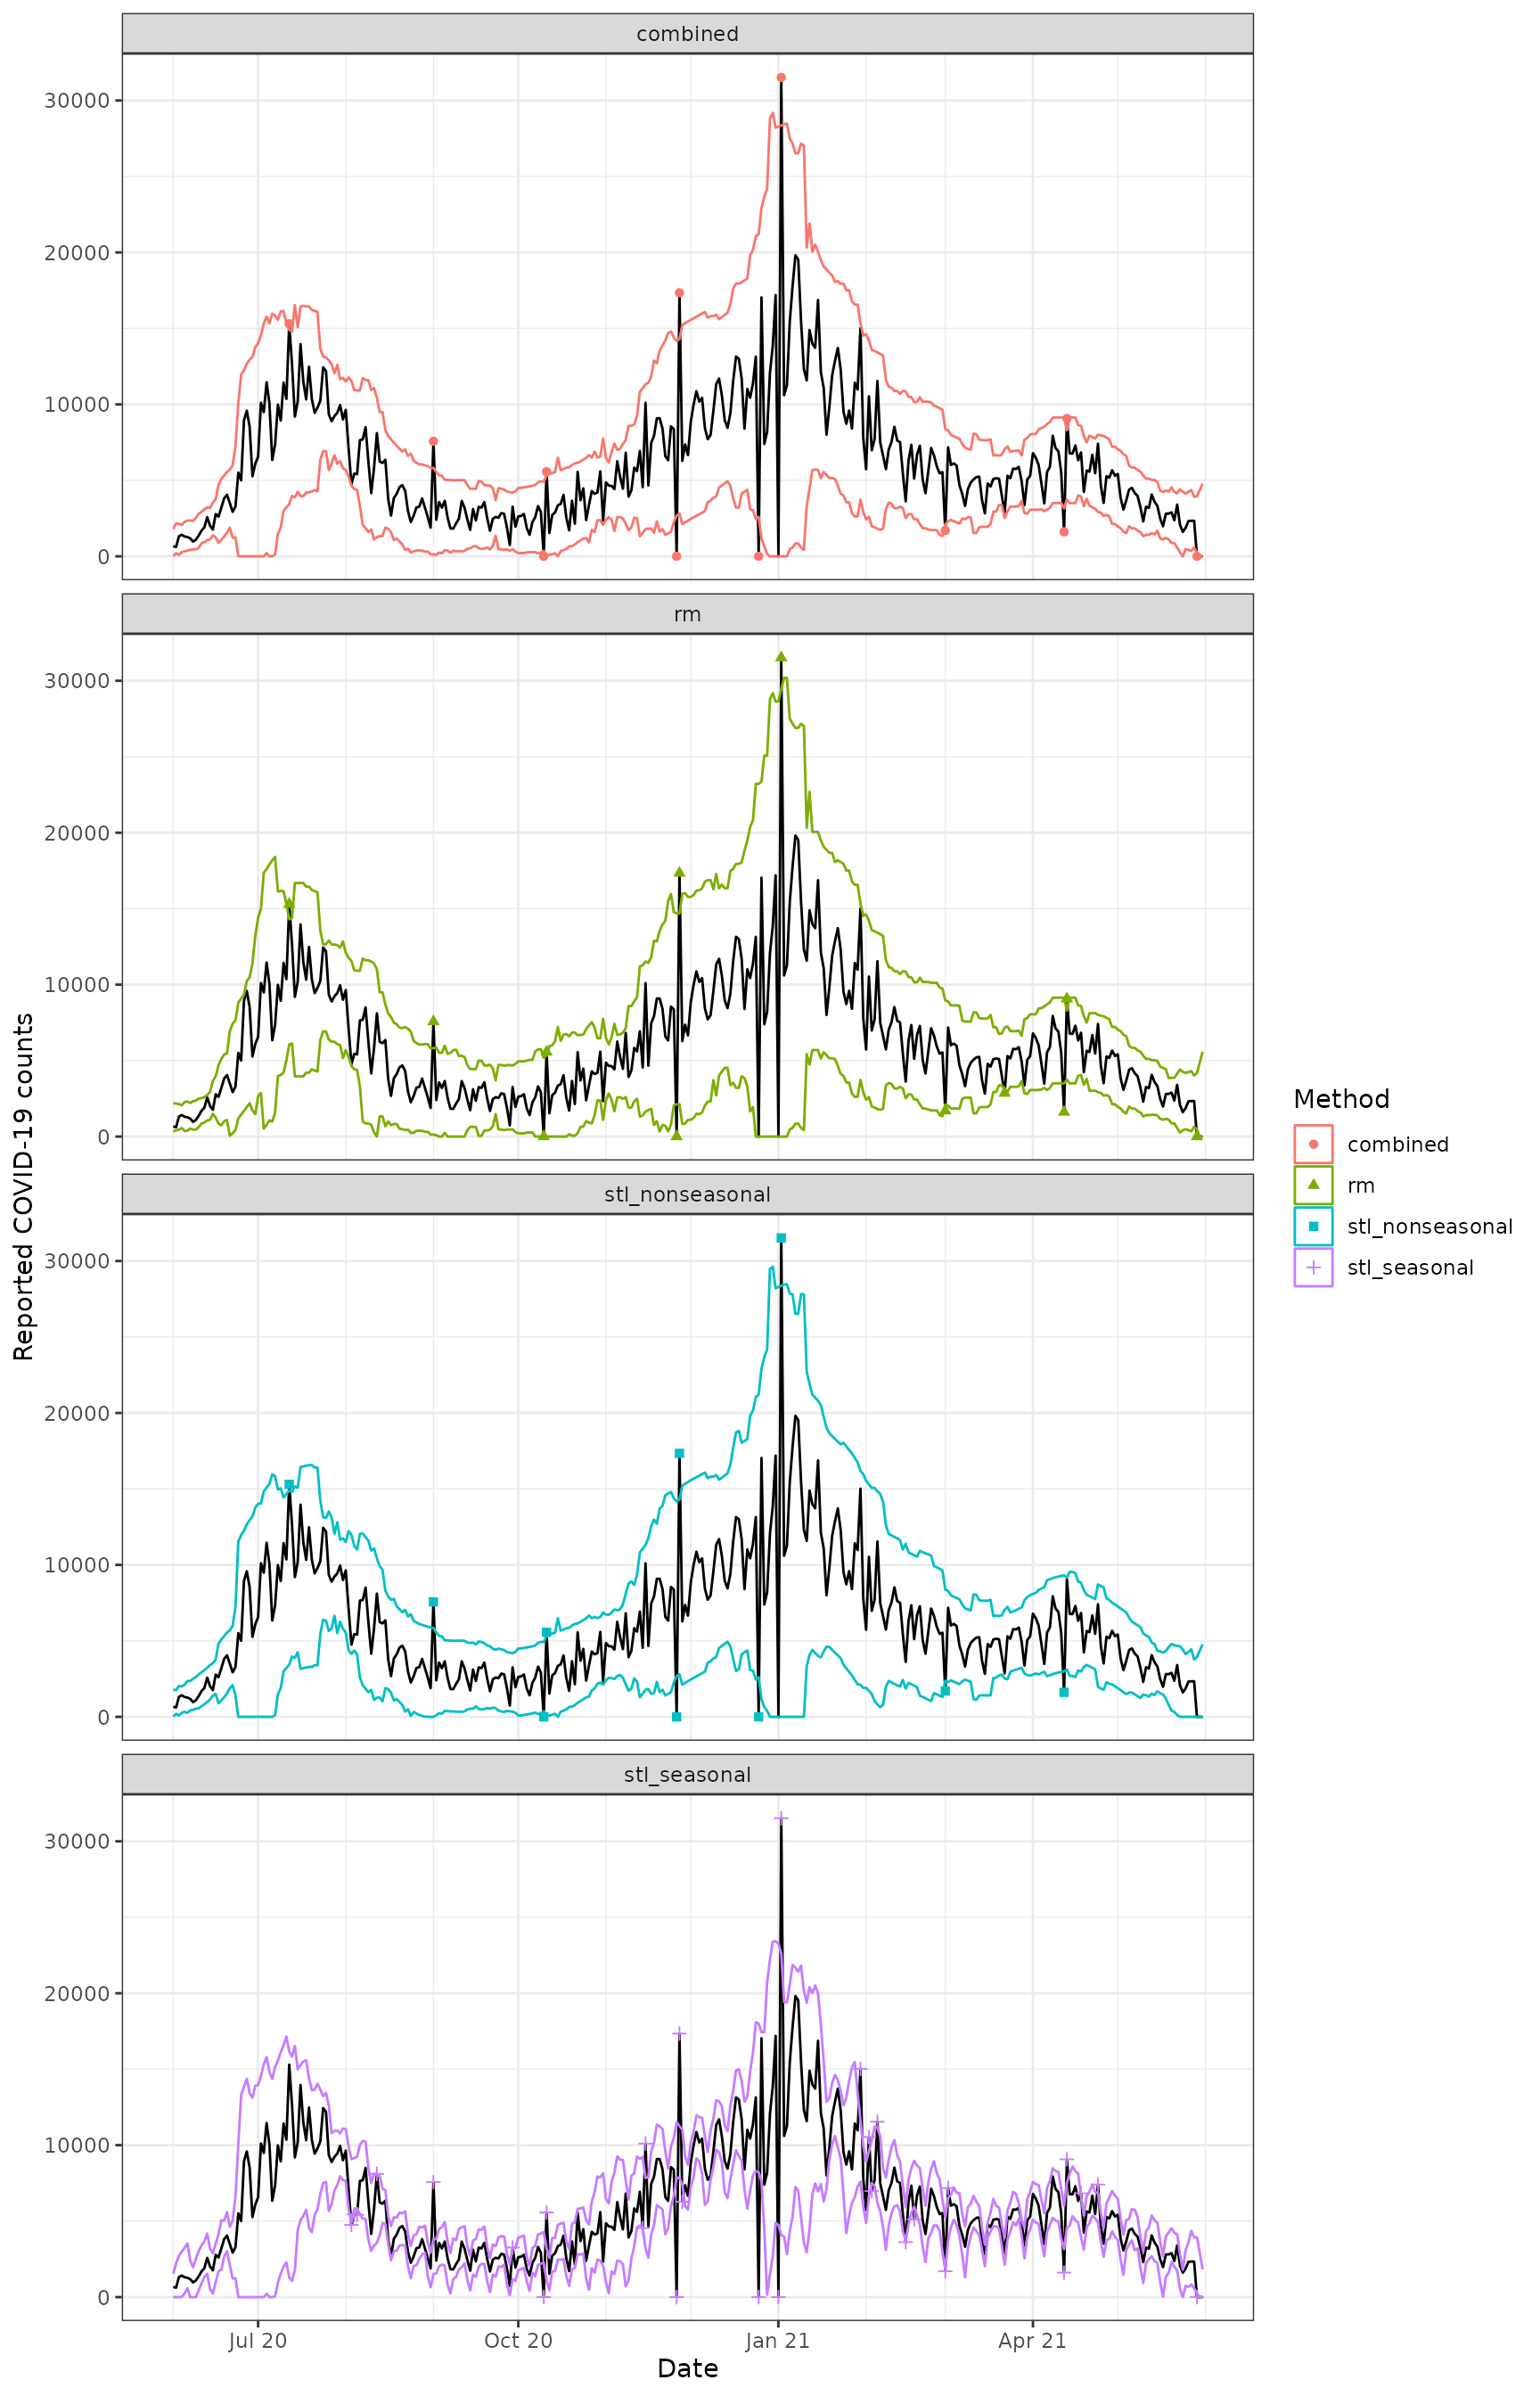 combined
30000
20000
10000
0
rm
30000
20000
10000
0
stl_nonseasonal
30000
20000
10000
0
stl_seasonal
30000
20000
10000
0
Jul 20
Oct 20
Jan 21
Apr 21
Date
Reported COVID-19 counts
Method
combined
rm
stl_nonseasonal
stl_seasonal